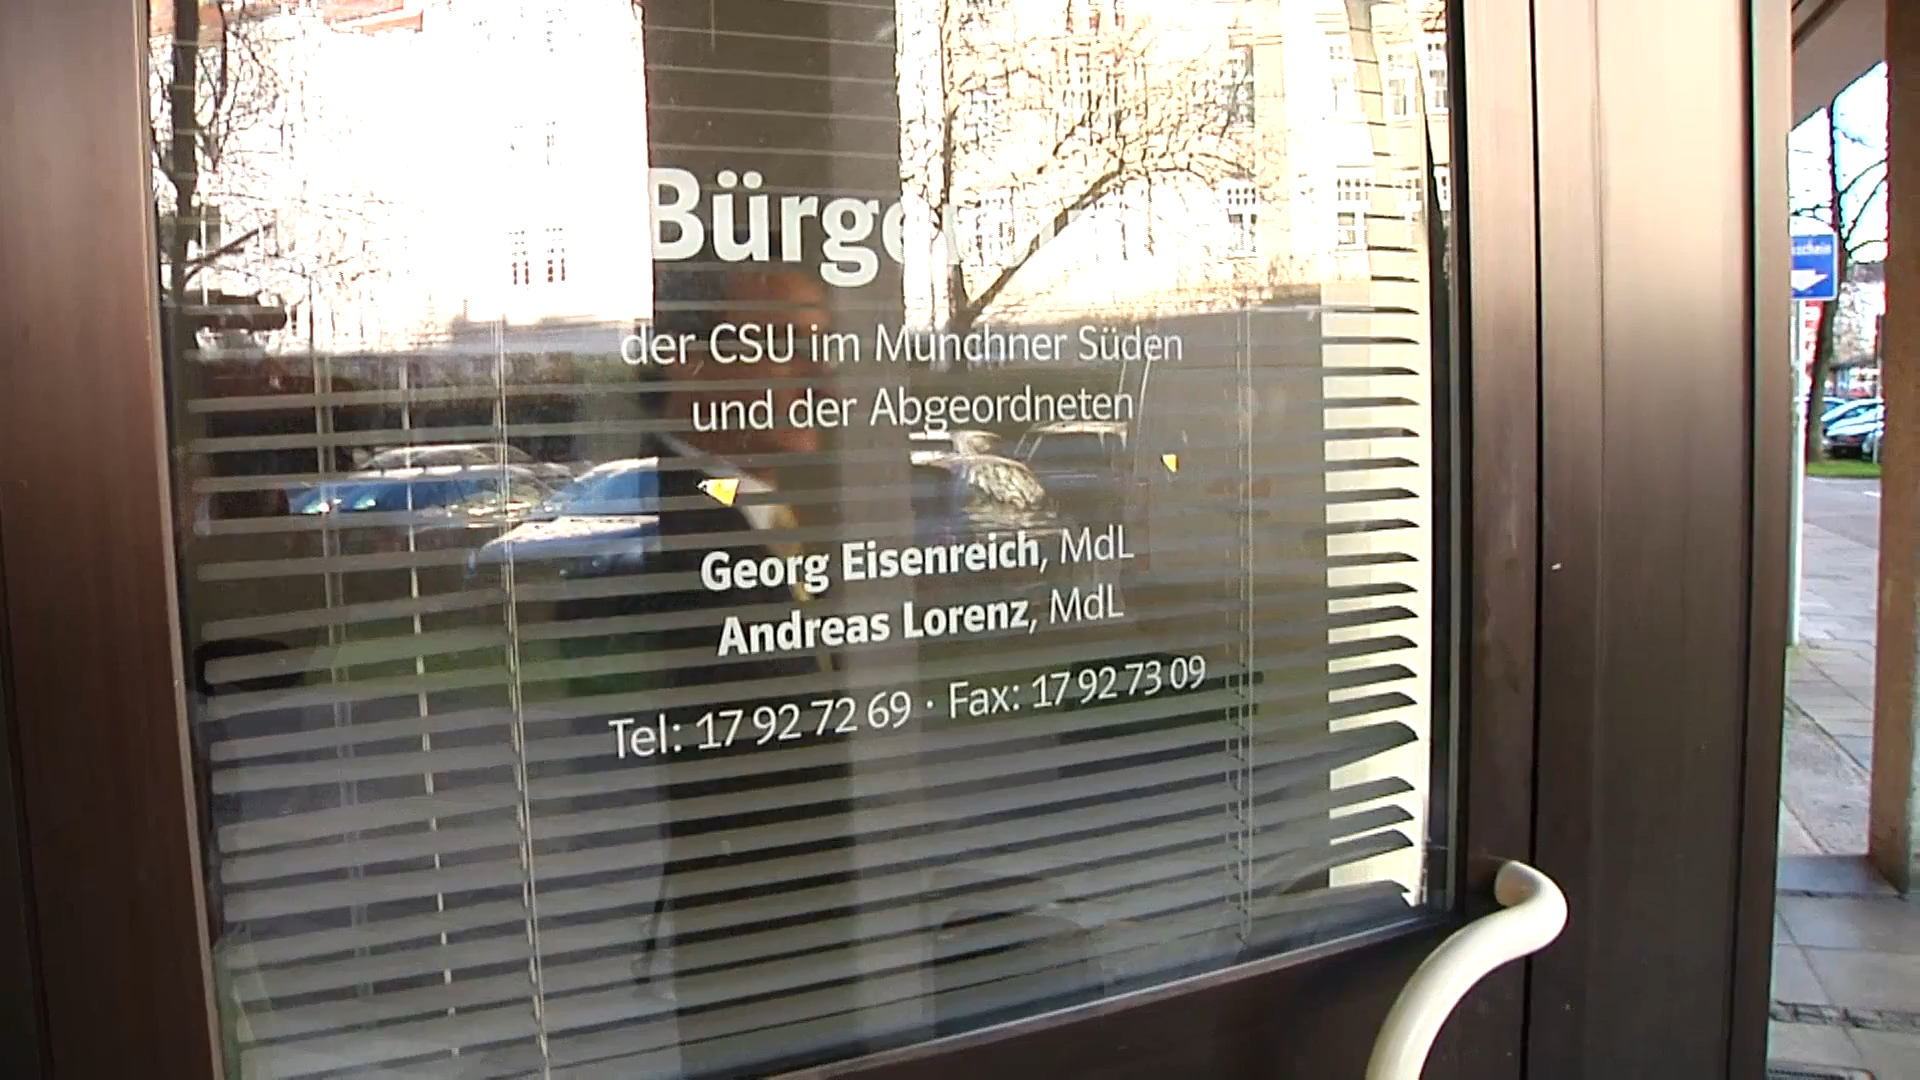 der CSU im Münchner Süden
und der Abgeordneten
Georg Eisenreich, MdL
Andreas Lorenz, MdL
Tel: 17 92 72 69 · Fax: 17 92 73 09